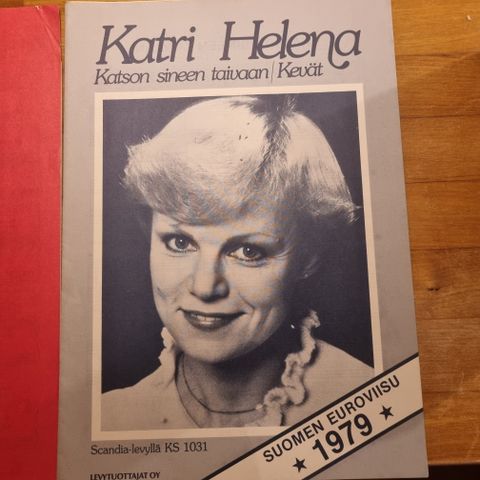 Katri Helena
Katson sineen taivaan/Kevät
Scandia-levyllä KS 1031
SUOMEN EUROVIISU
★ 1979 ★
LEVYTUOTTAJAT OY